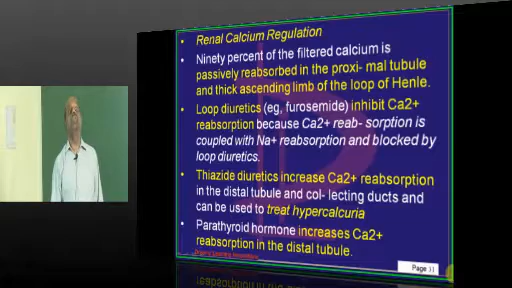 Renal Calcium Regulation
Ninety percent of the filtered calcium is
passively reabsorbed in the proxi- mal tubule
and thick ascending limb of the loop of Henle.
Loop diuretics (eg, furosemide) inhibit Ca2+
reabsorption because Ca2+ reab- sorption is
coupled with Na+ reabsorption and blocked by
loop diuretics.
Thiazide diuretics increase Ca2+ reabsorption
in the distal tubule and col- lecting ducts and
can be used to treat hypercalcuria
Parathyroid hormone increases Ca2+
reabsorption in the distal tubule.
Page 31